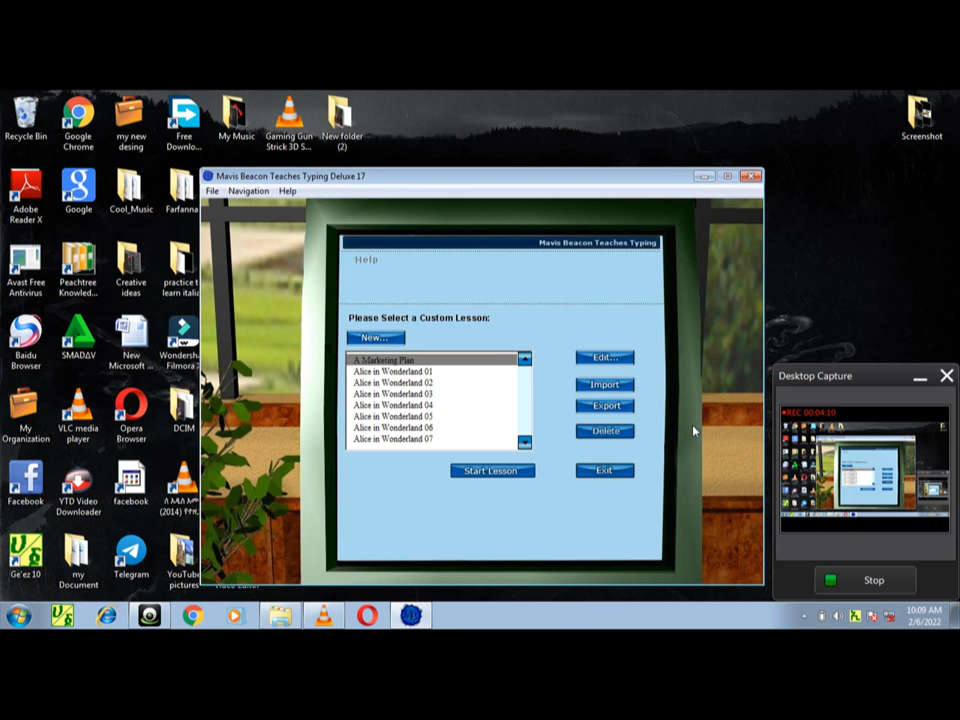 Recycle Bin
Google Chrome
my new desing
Free Downlo...
My Music
Gaming Gun Strick 3D S...
New folder (2)
Screenshot
Adobe Reader X
Google
Cool_Music
Farfanna
Avast Free Antivirus
Peachtree Knowled...
Creative ideas
practice t learn itali
Baidu Browser
SMADΔV
New Microsoft ...
Wondersh Filmora
My Organization
VLC media player
Opera Browser
DCIM
Facebook
YTD Video Downloader
facebook
(2014)
Ge'ez 10
my Document
Telegram
YouTu pictures
Mavis Beacon Teaches Typing Deluxe 17
File Navigation Help
Mavis Beacon Teaches Typing
Help
Please Select a Custom Lesson:
New...
A Marketing Plan
Alice in Wonderland 01
Alice in Wonderland 02
Alice in Wonderland 03
Alice in Wonderland 04
Alice in Wonderland 05
Alice in Wonderland 06
Alice in Wonderland 07
Edit...
Import
Export
Delete
Start Lesson
Exit
Desktop Capture
REC 00:04:10
Stop
10:09 AM
2/6/2022